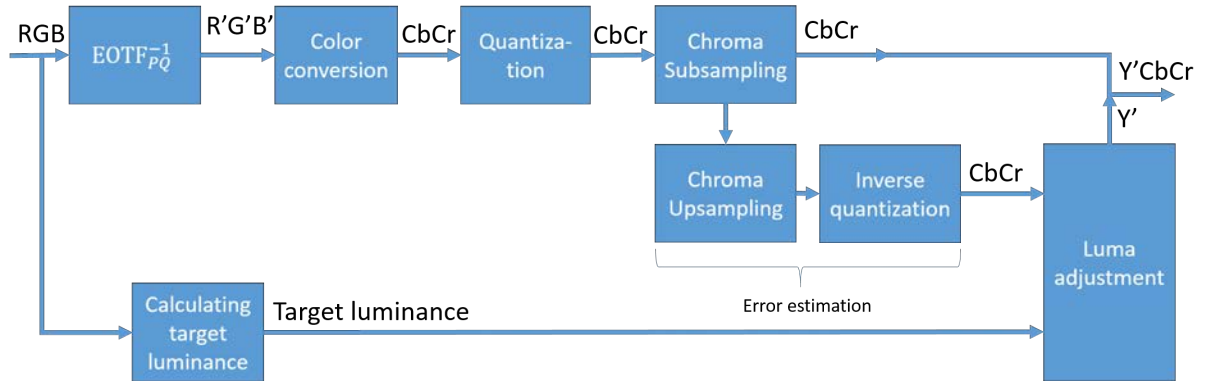 RGB
EOTF_{PQ}^{-1}
R'G'B'
Color
conversion
CbCr
Quantiza-
tion
CbCr
Chroma
Subsampling
CbCr
Y'CbCr
Y'
Chroma
Upsampling
Inverse
quantization
CbCr
Luma
adjustment
Error estimation
Calculating
target
luminance
Target luminance